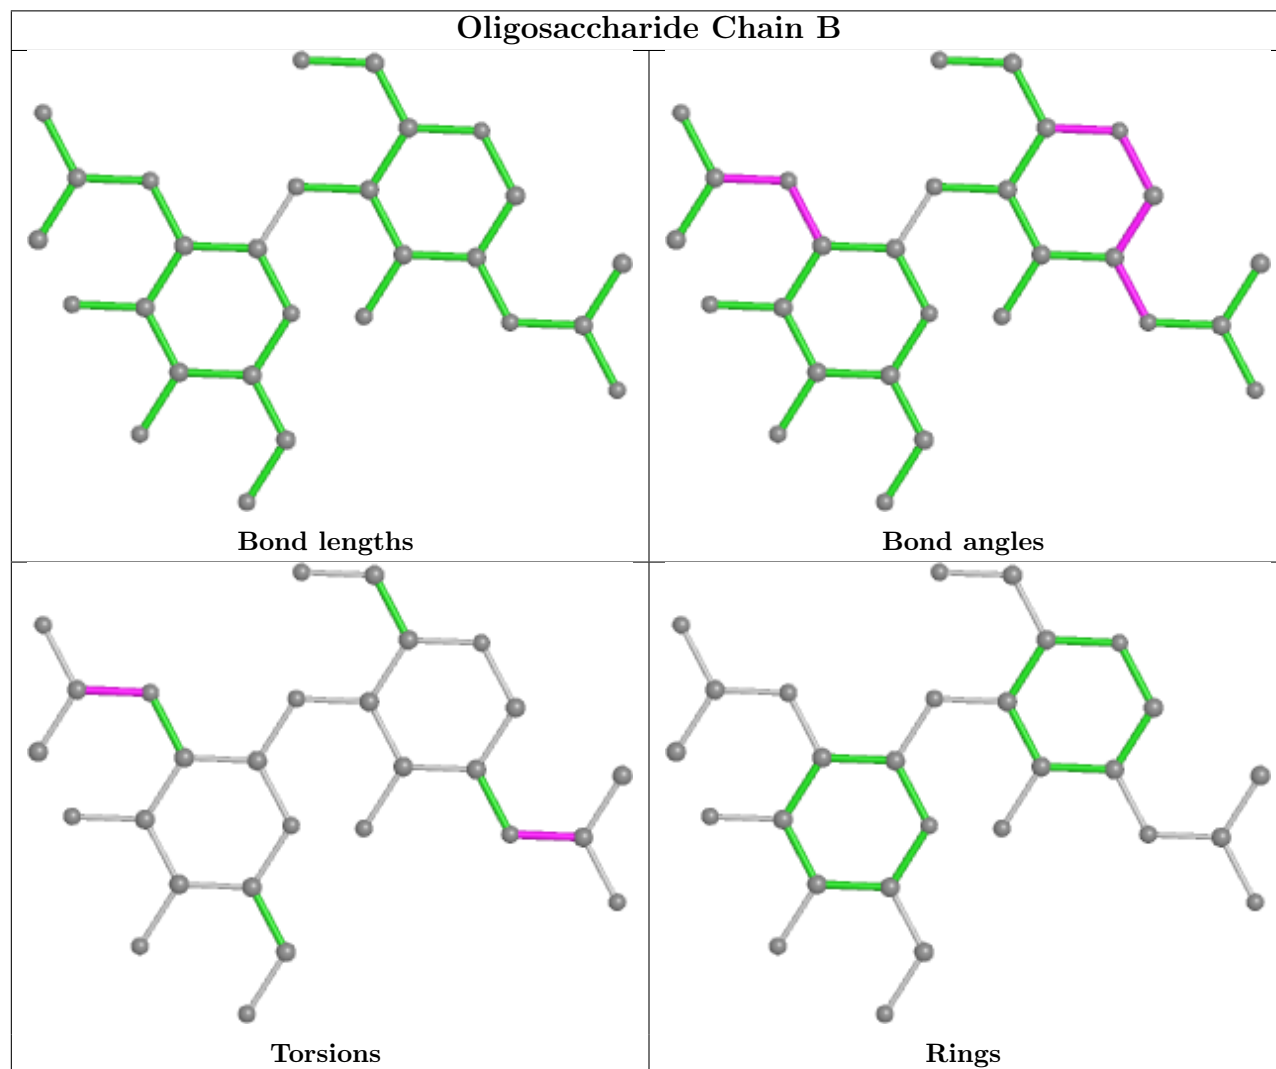 Oligosaccharide Chain B
Bond lengths
Bond angles
Torsions
Rings